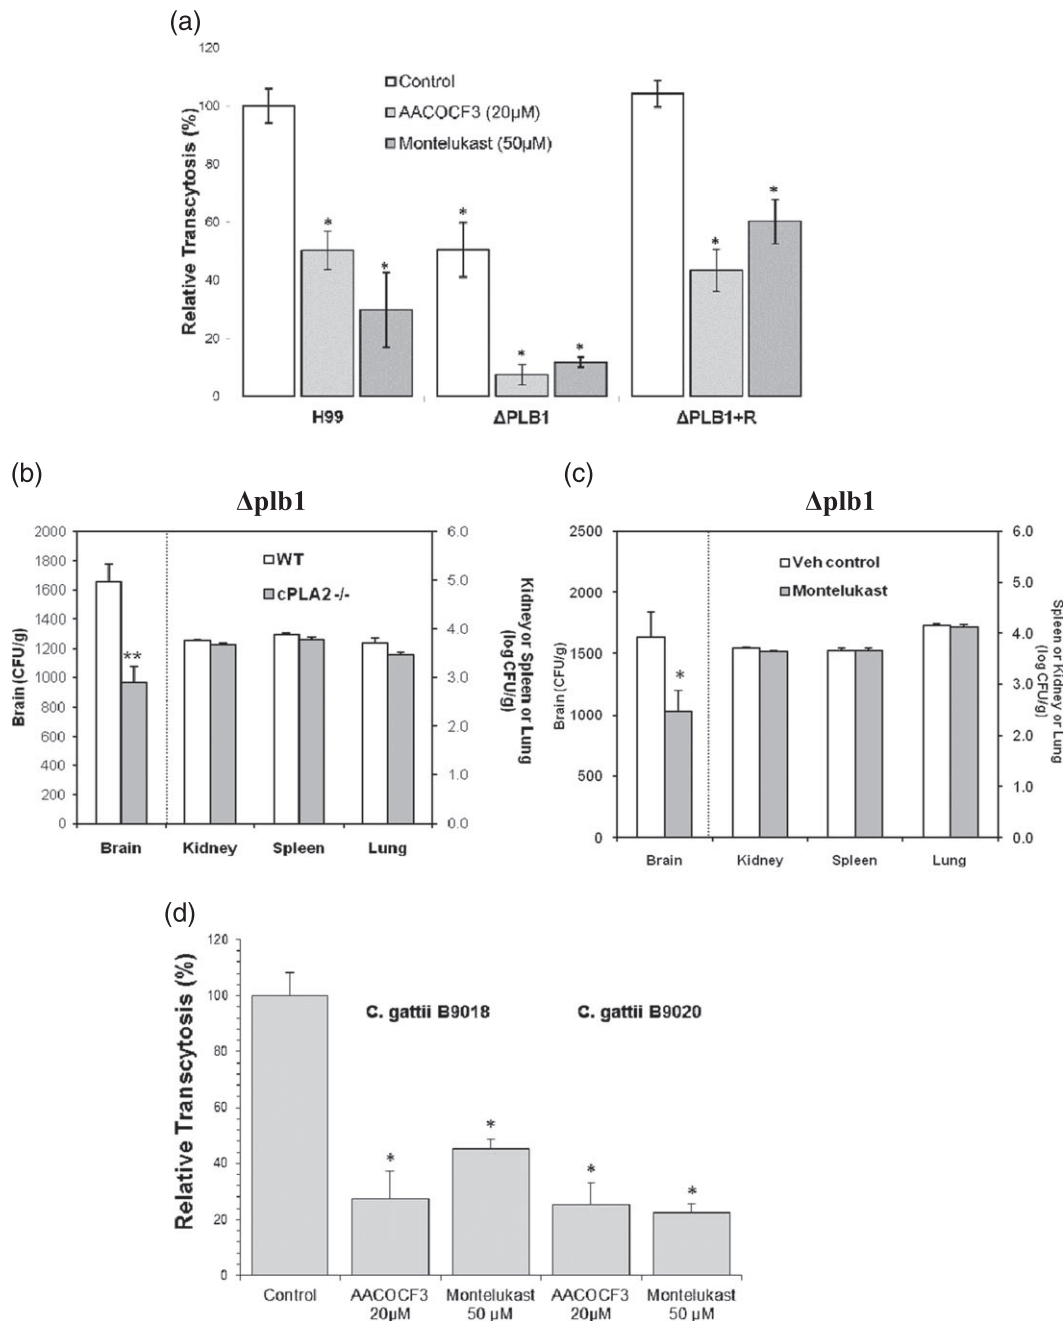 (a)
120
100
80
60
40
20
0
Relative Transcytosis (%)
Control
AACOCF3 (20µM)
Montelukast (50µM)
*
*
*
*
*
*
*
H99
ΔPLB1
ΔPLB1+R
(b)
Δplb1
2000
1800
1600
1400
1200
1000
800
600
400
200
0
Brain (CFU/g)
WT
cPLA2 -/-
**
6.0
5.0
4.0
3.0
2.0
1.0
0.0
Kidney or Spleen or Lung
(log CFU/g)
Brain
Kidney
Spleen
Lung
(c)
Δplb1
2500
2000
1500
1000
500
0
Brain (CFU/g)
Veh control
Montelukast
*
6.0
5.0
4.0
3.0
2.0
1.0
0.0
Spleen or Kidney or Lung
(log CFU/g)
Brain
Kidney
Spleen
Lung
(d)
120
100
80
60
40
20
0
Relative Transcytosis (%)
C. gattii B9018
C. gattii B9020
*
*
*
*
Control
AACOCF3
20µM
Montelukast
50 µM
AACOCF3
20µM
Montelukast
50 µM